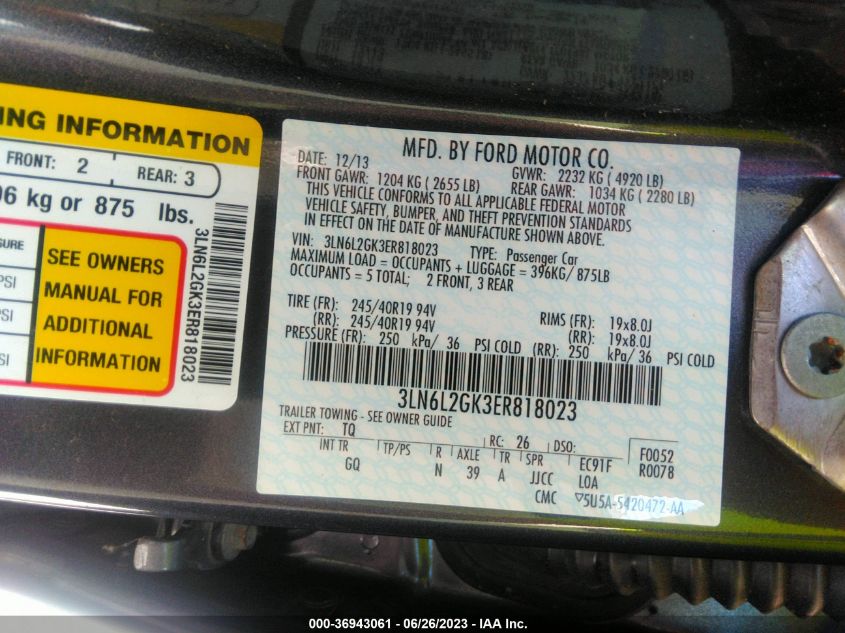 ING INFORMATION
FRONT: 2
REAR: 3
96 kg or 875 lbs.
SURE
PSI
PSI
PSI
SEE OWNERS
MANUAL FOR
ADDITIONAL
INFORMATION
3LN6L2GK3ER818023
MFD. BY FORD MOTOR CO.
DATE: 12/13 GVWR: 2232 KG ( 4920 LB)
FRONT GAWR: 1204 KG ( 2655 LB) REAR GAWR: 1034 KG ( 2280 LB)
THIS VEHICLE CONFORMS TO ALL APPLICABLE FEDERAL MOTOR
VEHICLE SAFETY, BUMPER, AND THEFT PREVENTION STANDARDS
IN EFFECT ON THE DATE OF MANUFACTURE SHOWN ABOVE.
VIN: 3LN6L2GK3ER818023 TYPE: Passenger Car
MAXIMUM LOAD = OCCUPANTS + LUGGAGE = 396KG/ 875LB
OCCUPANTS = 5 TOTAL; 2 FRONT, 3 REAR
TIRE (FR): 245/40R19 94V RIMS (FR): 19x8.0J
(RR): 245/40R19 94V (RR): 19x8.0J
PRESSURE (FR): 250 kPa/ 36 PSI COLD (RR): 250 kPa/ 36 PSI COLD
3LN6L2GK3ER818023
TRAILER TOWING - SEE OWNER GUIDE
EXT PNT: TQ RC: 26 DSO: F0052
INT TR TP/PS R AXLE TR SPR EC91F R0078
GQ N 39 A JJCC LOA
CMC 5U5A-5420472-AA
000-36943061 - 06/26/2023 - IAA Inc.